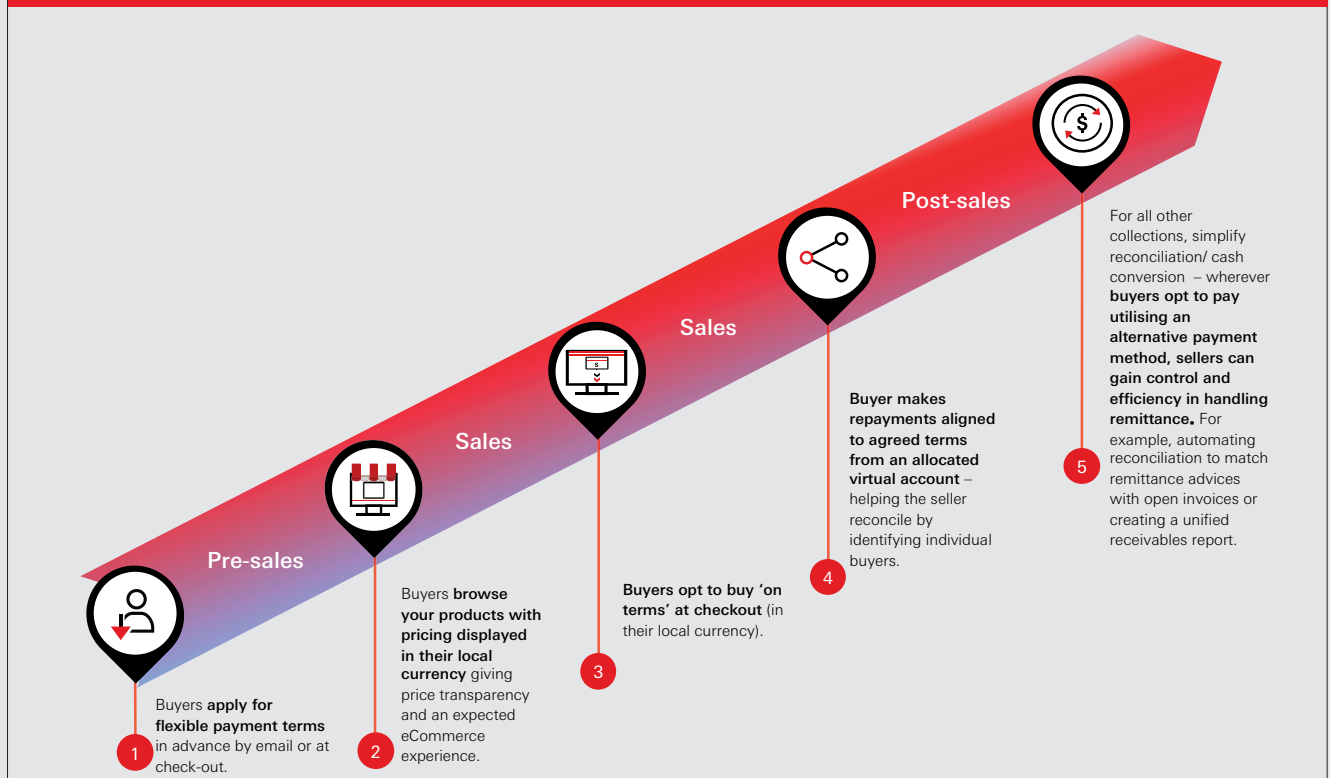 Pre-sales
Sales
Sales
Post-sales
1
Buyers apply for
flexible payment terms
in advance by email or at
check-out.
2
Buyers browse
your products with
pricing displayed
in their local
currency giving
price transparency
and an expected
eCommerce
experience.
3
Buyers opt to buy ‘on
terms’ at checkout (in
their local currency).
4
Buyer makes
repayments aligned
to agreed terms
from an allocated
virtual account –
helping the seller
reconcile by
identifying individual
buyers.
5
For all other
collections, simplify
reconciliation/ cash
conversion – wherever
buyers opt to pay
utilising an
alternative payment
method, sellers can
gain control and
efficiency in handling
remittance. For
example, automating
reconciliation to match
remittance advices
with open invoices or
creating a unified
receivables report.
$
$